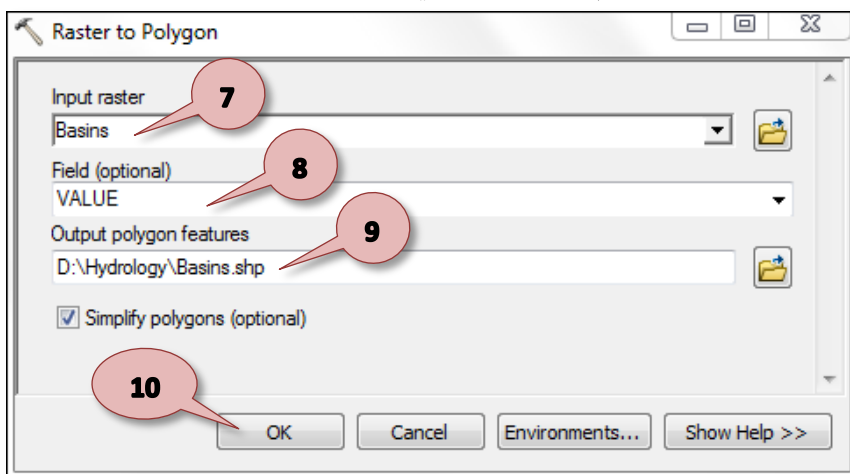 Raster to Polygon
Input raster
7
Basins
Field (optional)
8
VALUE
Output polygon features
9
D:\Hydrology\Basins.shp
Simplify polygons (optional)
10
OK
Cancel
Environments...
Show Help >>